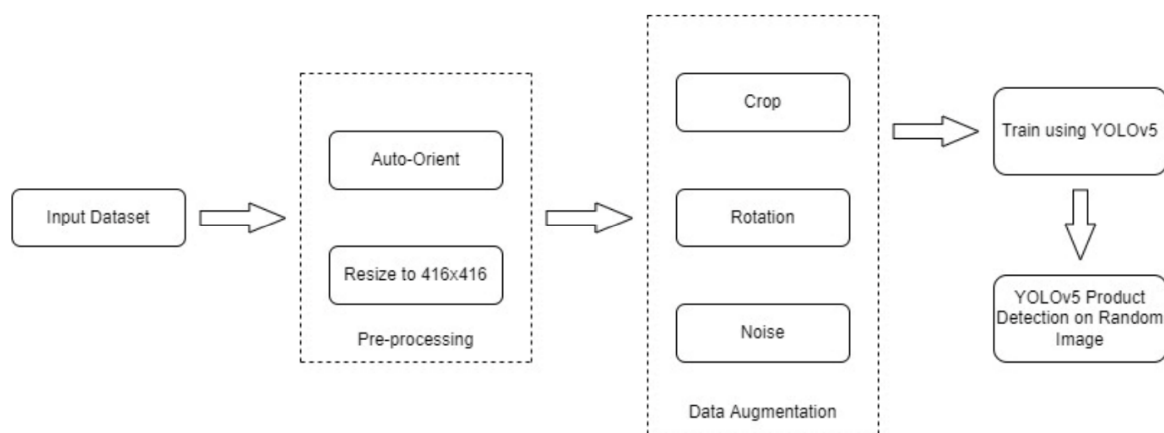 Input Dataset
Auto-Orient
Resize to 416x416
Pre-processing
Crop
Rotation
Noise
Data Augmentation
Train using YOLOv5
YOLOv5 Product
Detection on Random
Image